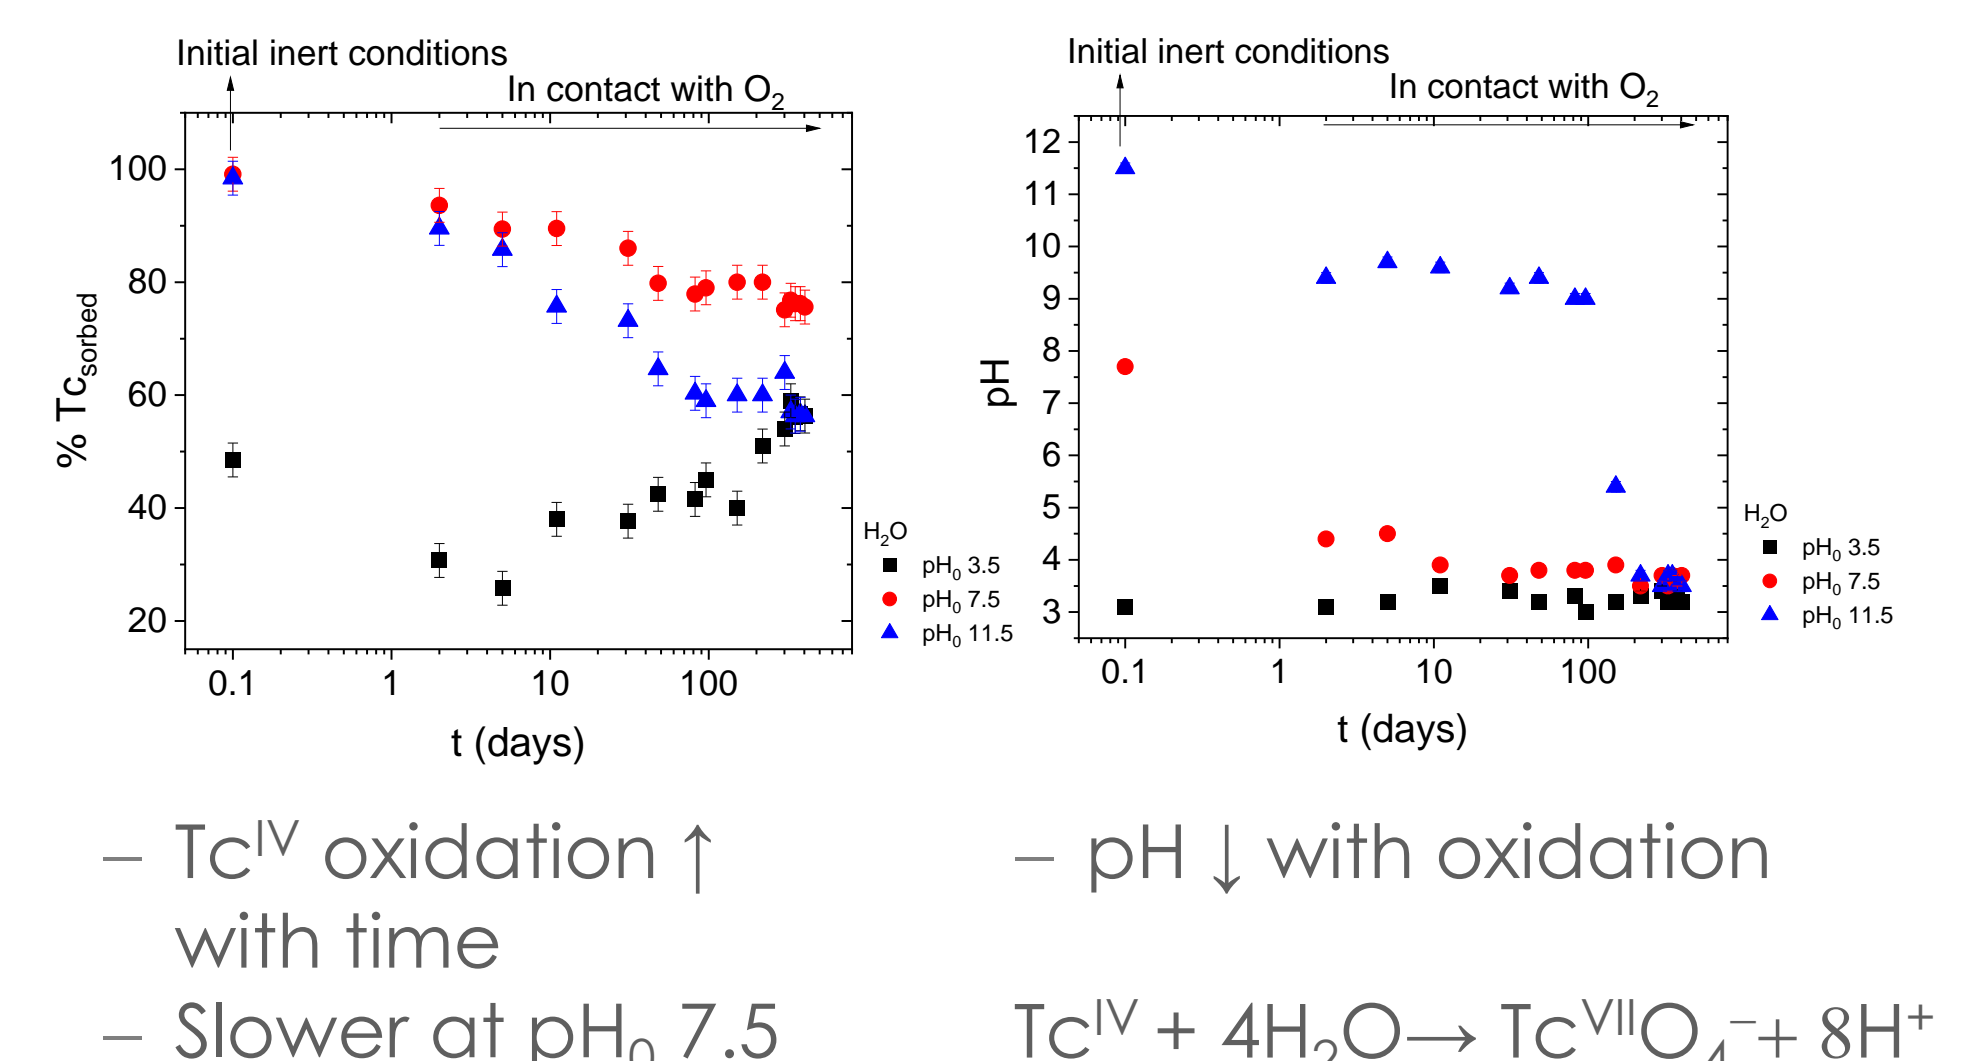 Initial inert conditions
In contact with O₂
100
80
60
40
20
% Tc_sorbed
0.1 1 10 100
t (days)
H₂O
pH₀ 3.5
pH₀ 7.5
pH₀ 11.5
Initial inert conditions
In contact with O₂
12
11
10
9
8
7
6
5
4
3
pH
0.1 1 10 100
t (days)
H₂O
pH₀ 3.5
pH₀ 7.5
pH₀ 11.5
– Tcᴵⱽ oxidation ↑
with time
– Slower at pH₀ 7.5
– pH ↓ with oxidation
Tcᴵⱽ + 4H₂O → TcⱽᴵᴵO₄⁻ + 8H⁺